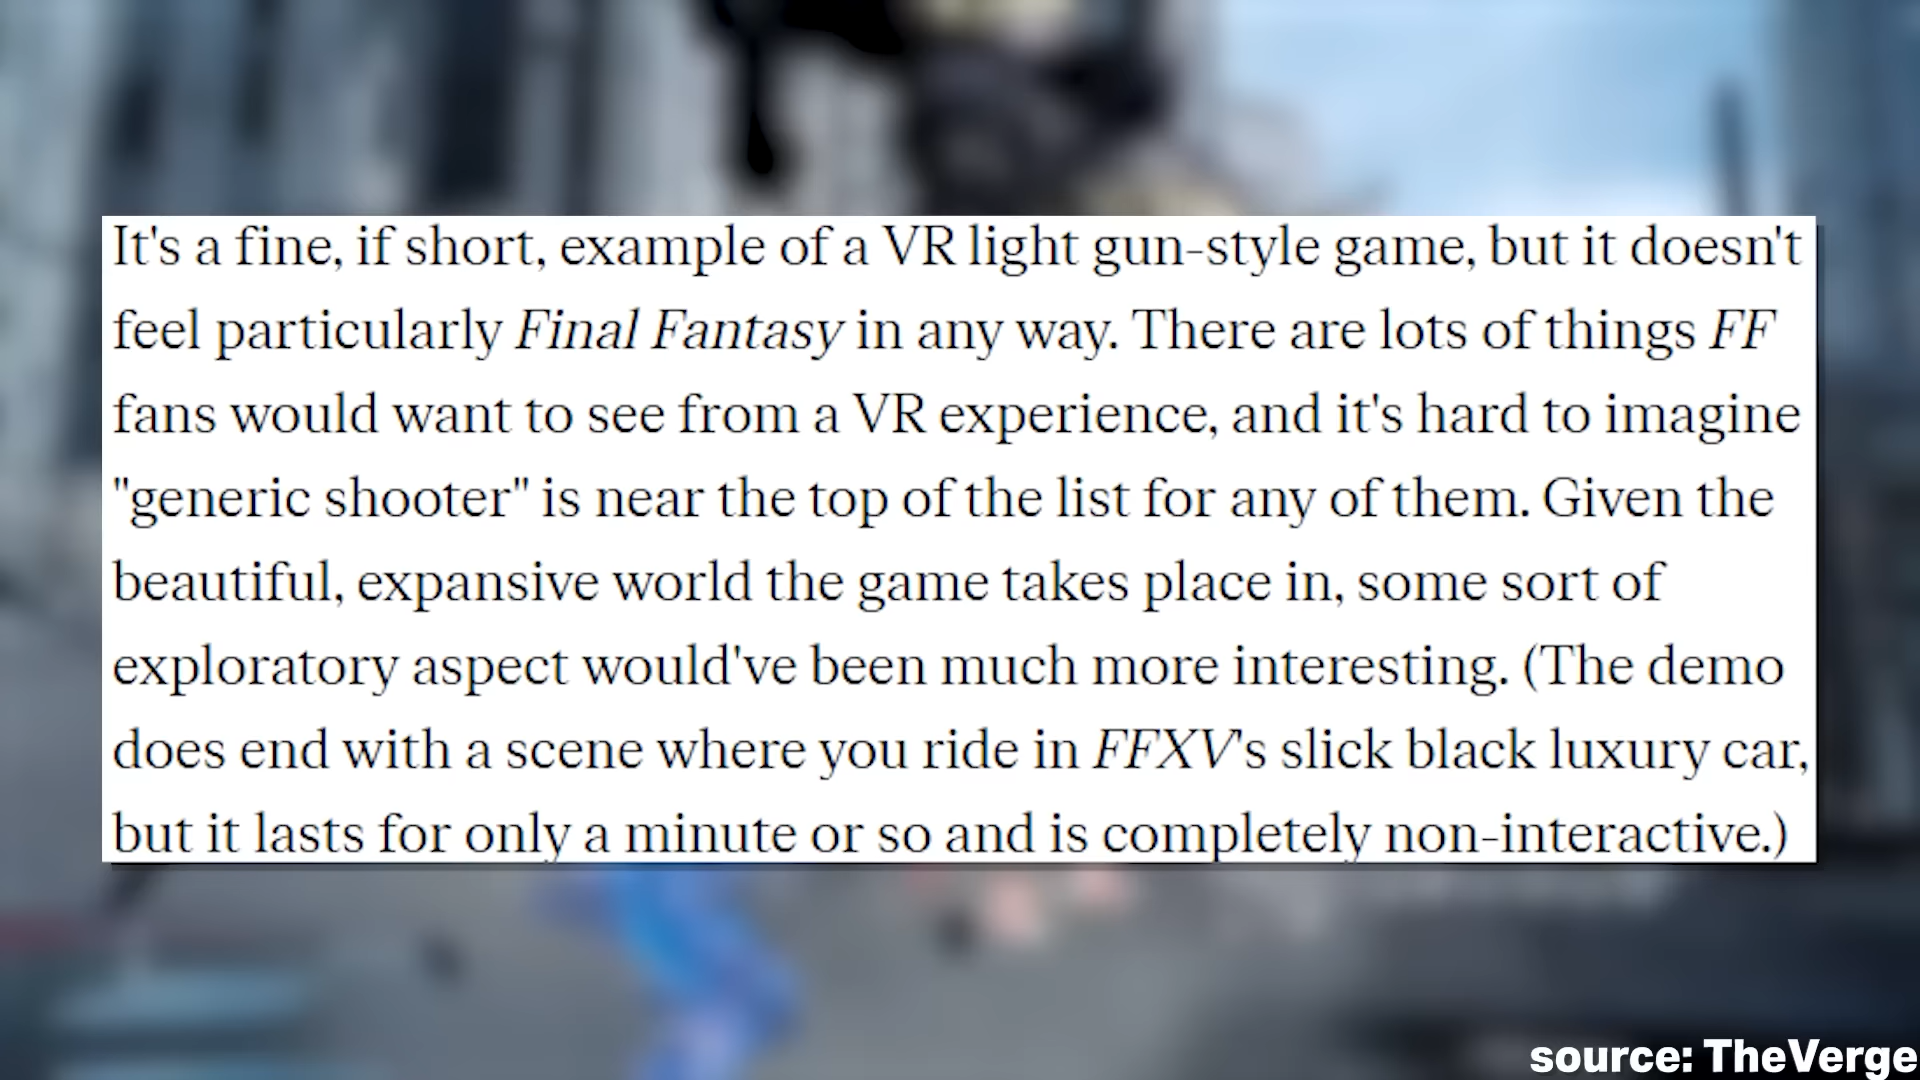 It's a fine, if short, example of a VR light gun-style game, but it doesn't
feel particularly Final Fantasy in any way. There are lots of things FF
fans would want to see from a VR experience, and it's hard to imagine
"generic shooter" is near the top of the list for any of them. Given the
beautiful, expansive world the game takes place in, some sort of
exploratory aspect would've been much more interesting. (The demo
does end with a scene where you ride in FFXV's slick black luxury car,
but it lasts for only a minute or so and is completely non-interactive.)
source: TheVerge